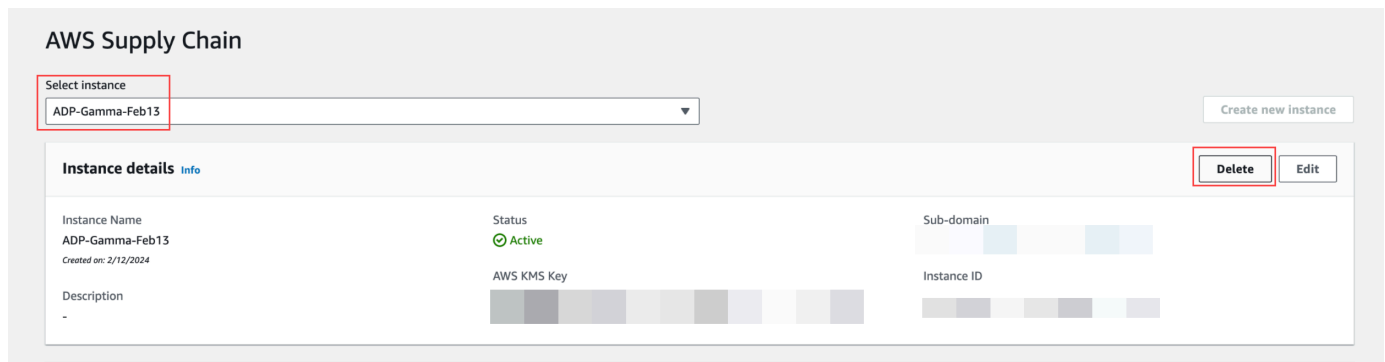 AWS Supply Chain
Select instance
ADP-Gamma-Feb13
Create new instance
Instance details Info
Delete
Edit
Instance Name
ADP-Gamma-Feb13
Created on: 2/12/2024
Description
-
Status
Active
AWS KMS Key
Sub-domain
Instance ID